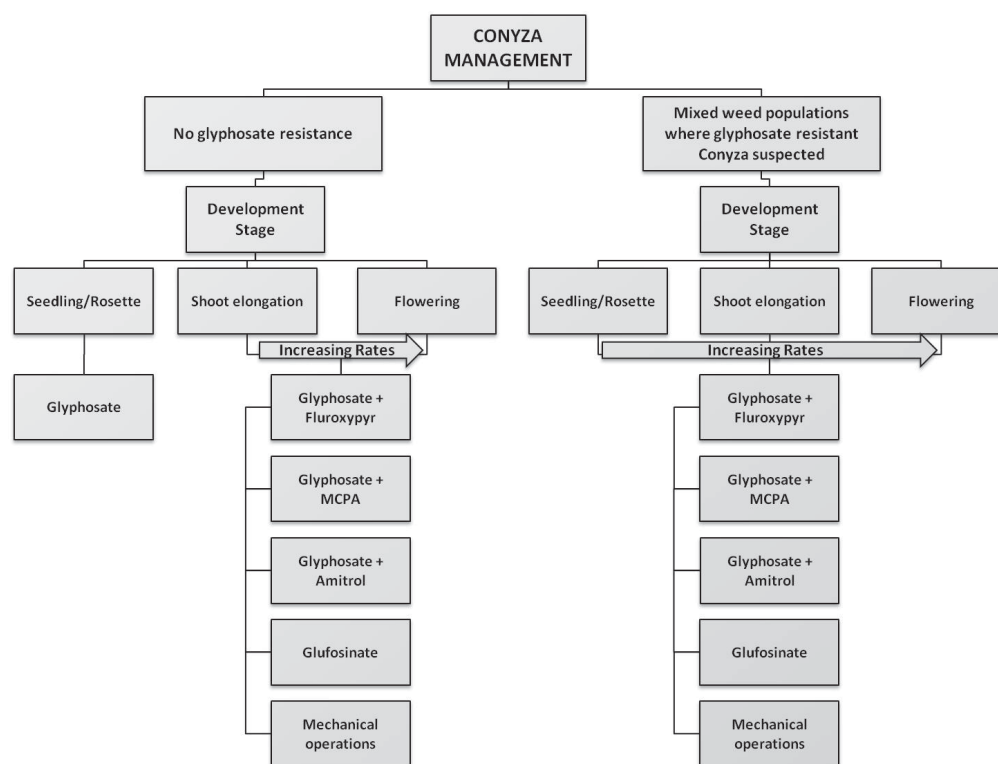 CONYZA
MANAGEMENT
No glyphosate resistance
Mixed weed populations
where glyphosate resistant
Conyza suspected
Development
Stage
Development
Stage
Seedling/Rosette
Shoot elongation
Flowering
Seedling/Rosette
Shoot elongation
Flowering
Increasing Rates
Increasing Rates
Glyphosate
Glyphosate +
Fluroxypyr
Glyphosate +
MCPA
Glyphosate +
Amitrol
Glufosinate
Mechanical
operations
Glyphosate +
Fluroxypyr
Glyphosate +
MCPA
Glyphosate +
Amitrol
Glufosinate
Mechanical
operations